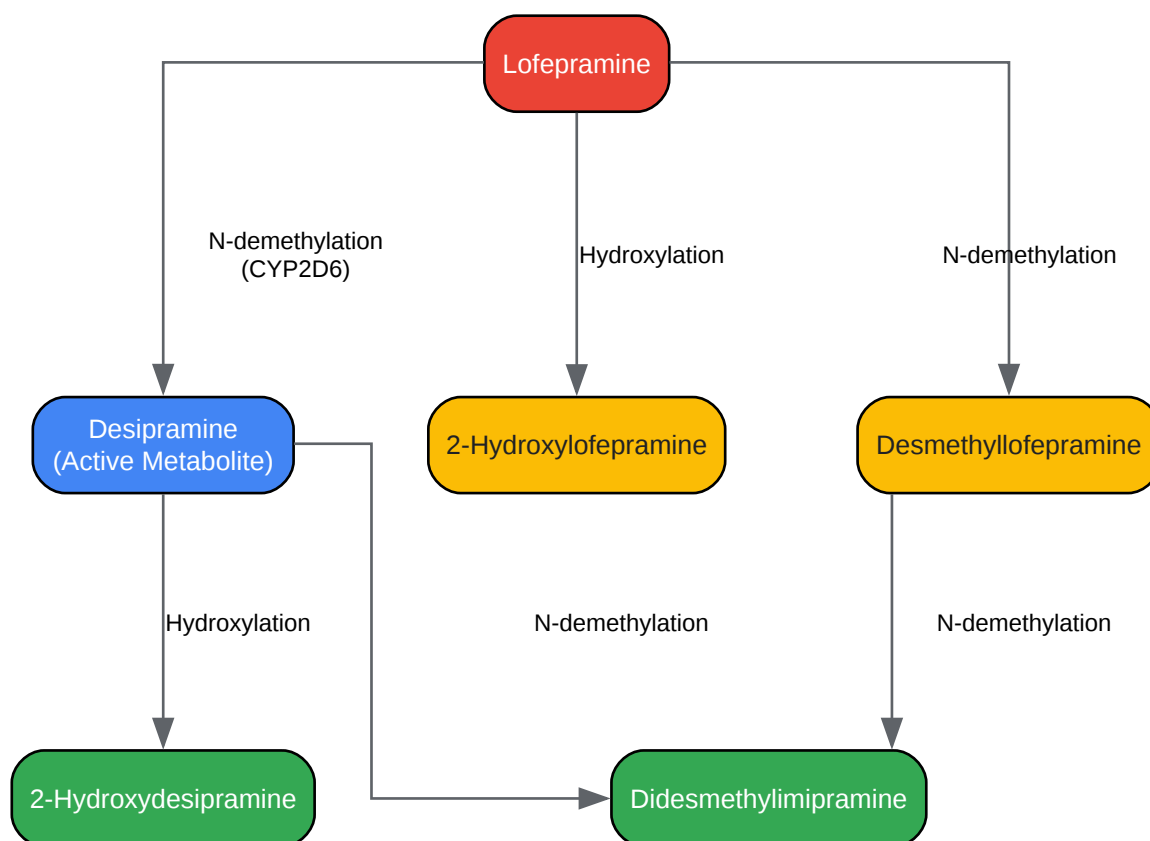 Lofepramine
N-demethylation
(CYP2D6)
Hydroxylation
N-demethylation
Desipramine
(Active Metabolite)
2-Hydroxylofepramine
Desmethyllofepramine
Hydroxylation
N-demethylation
N-demethylation
2-Hydroxydesipramine
Didesmethylimipramine